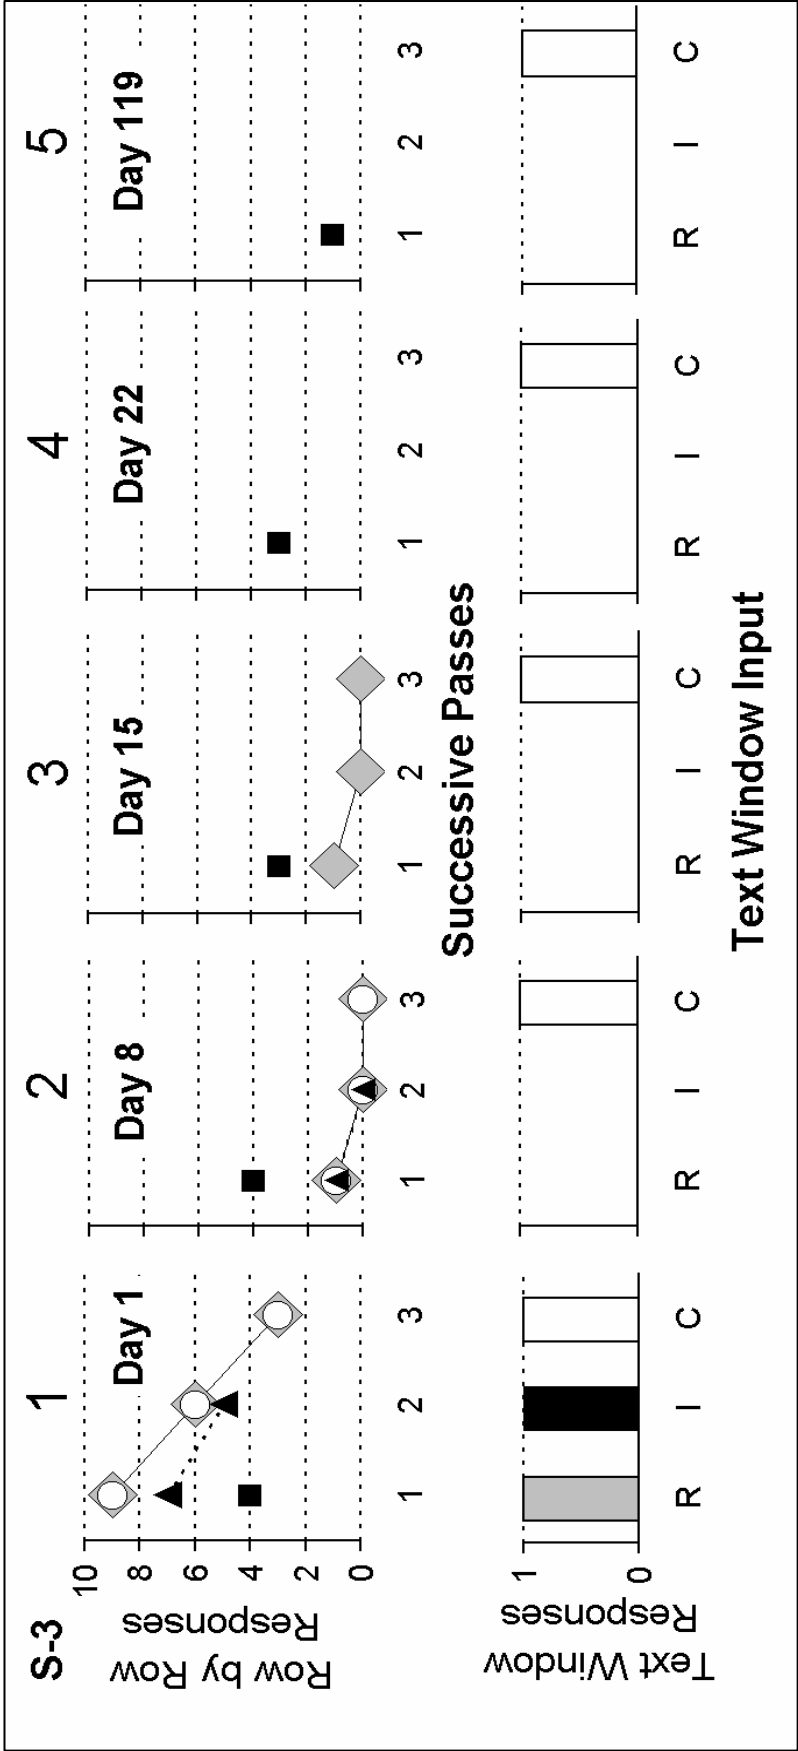 S-3
1 2 3 4 5
Day 1 Day 8 Day 15 Day 22 Day 119
Row by Row
Responses
10
8
6
4
2
0
1 2 3 1 2 3 1 2 3 1 2 3 1 2 3
Successive Passes
Text Window
Responses
1
0
R I C R I C R I C R I C R I C
Text Window Input